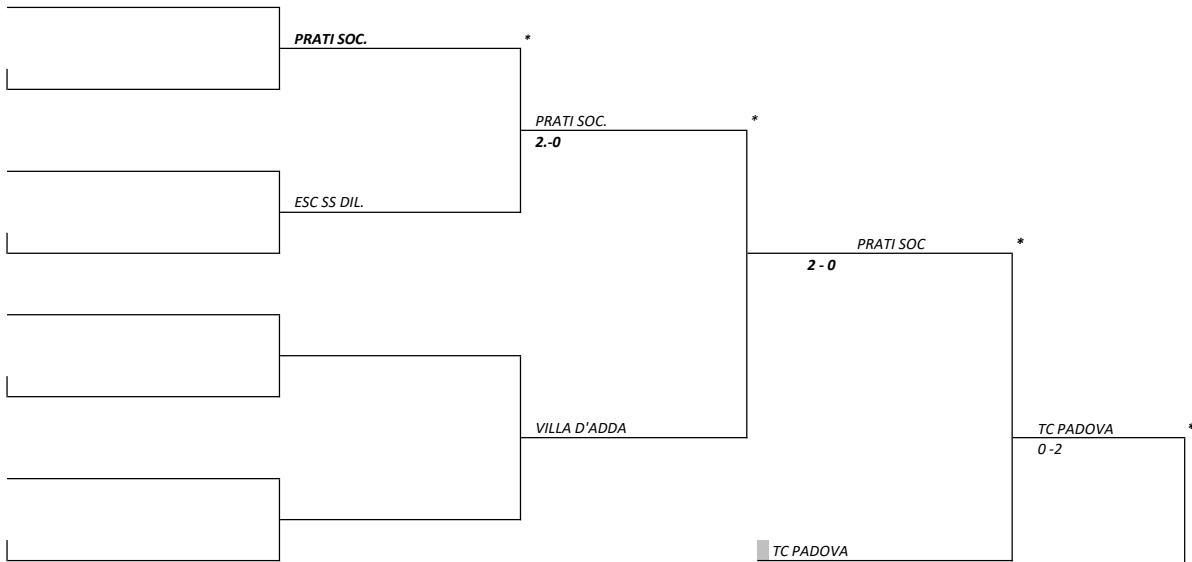 PRATI SOC.
*
PRATI SOC.
*
2.-0
ESC SS DIL.
PRATI SOC
*
2 - 0
VILLA D'ADDA
TC PADOVA
*
0 -2
TC PADOVA